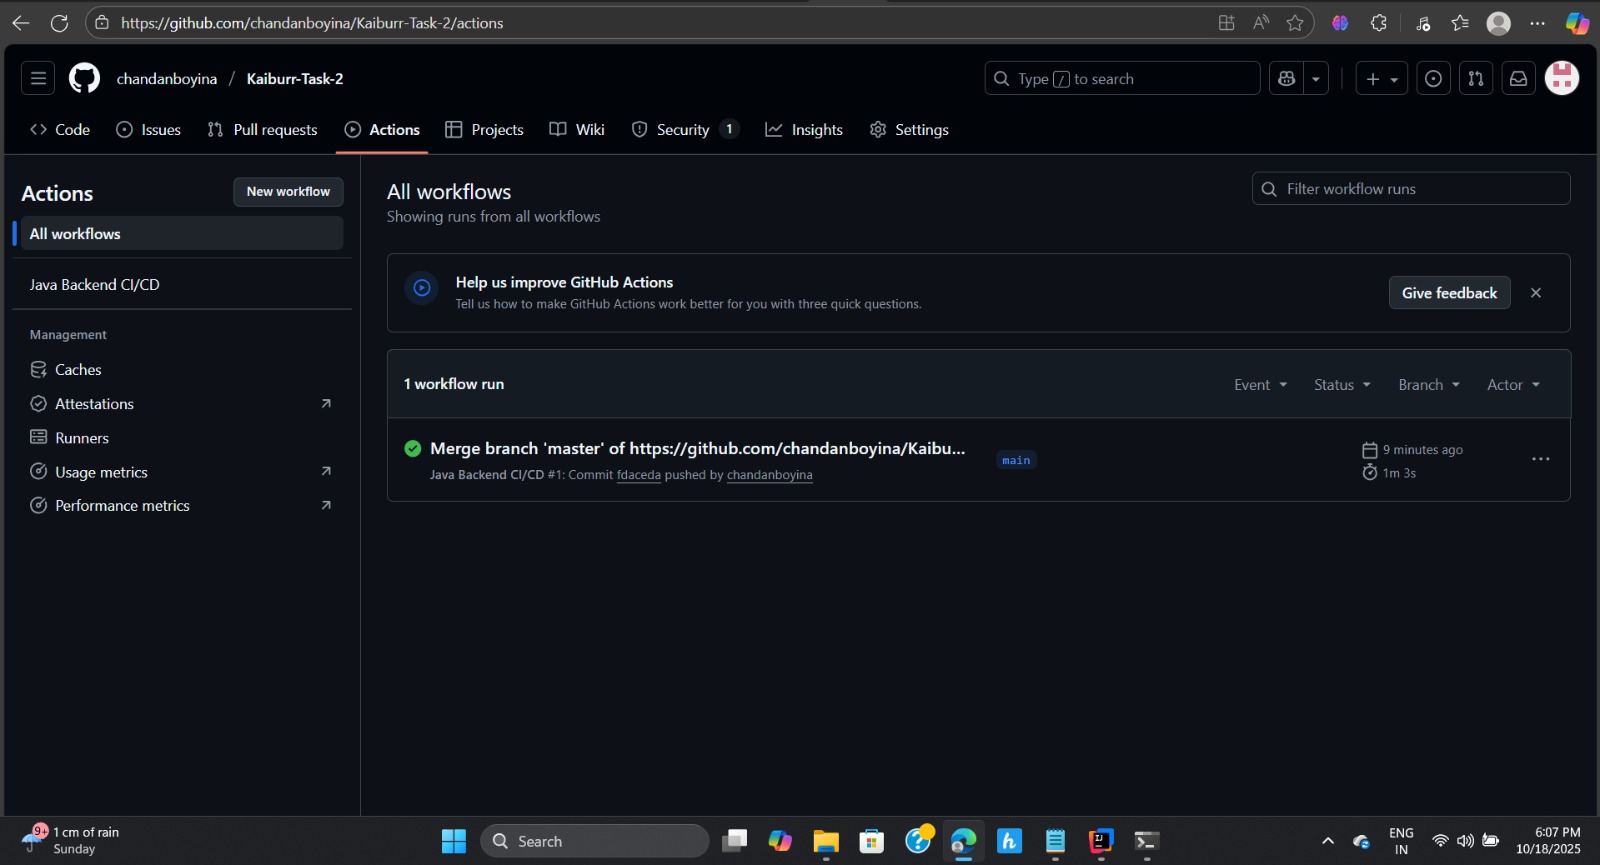 https://github.com/chandanboyina/Kaiburr-Task-2/actions
chandanboyina / Kaiburr-Task-2
Type / to search
Code
Issues
Pull requests
Actions
Projects
Wiki
Security 1
Insights
Settings
Actions
New workflow
All workflows
Java Backend CI/CD
Management
Caches
Attestations
Runners
Usage metrics
Performance metrics
All workflows
Showing runs from all workflows
Filter workflow runs
Help us improve GitHub Actions
Tell us how to make GitHub Actions work better for you with three quick questions.
Give feedback
1 workflow run
Event
Status
Branch
Actor
Merge branch 'master' of https://github.com/chandanboyina/Kaibu...
Java Backend CI/CD #1: Commit fdaceda pushed by chandanboyina
main
9 minutes ago
1m 3s
9+
1 cm of rain
Sunday
Search
h
IJ
ENG
IN
6:07 PM
10/18/2025